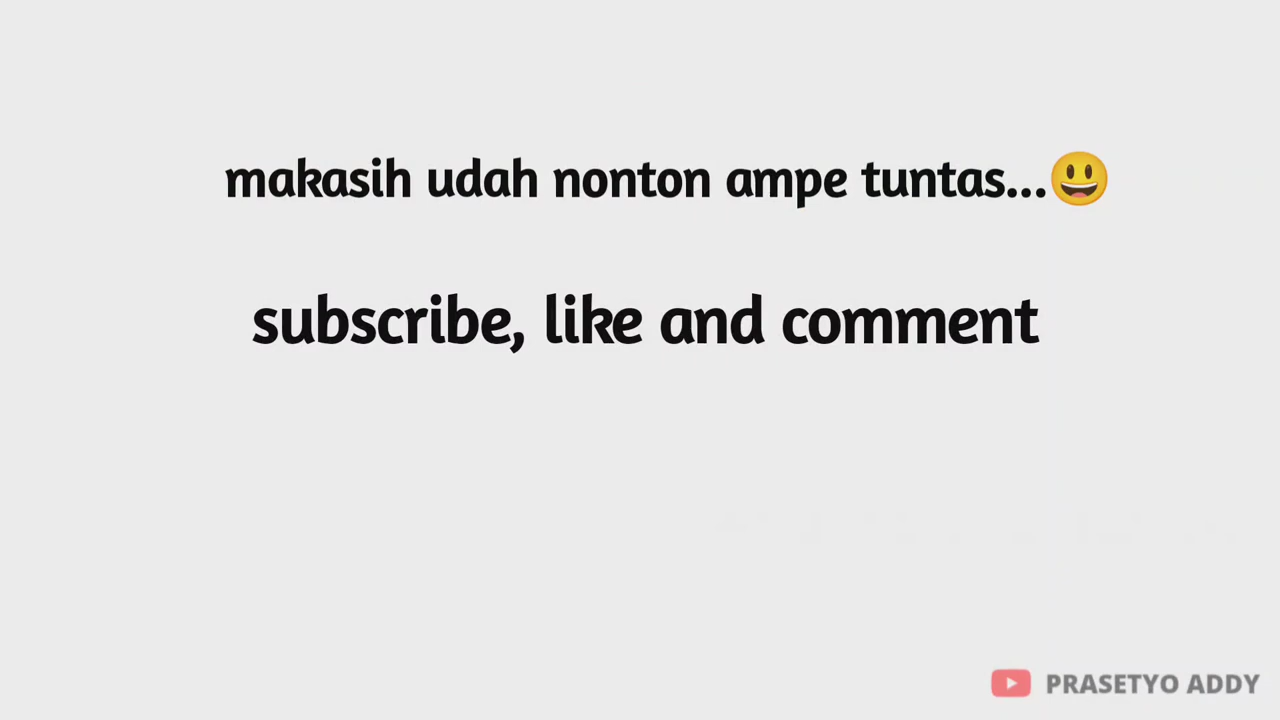 makasih udah nonton ampe tuntas...😃
subscribe, like and comment
PRASETYO ADDY